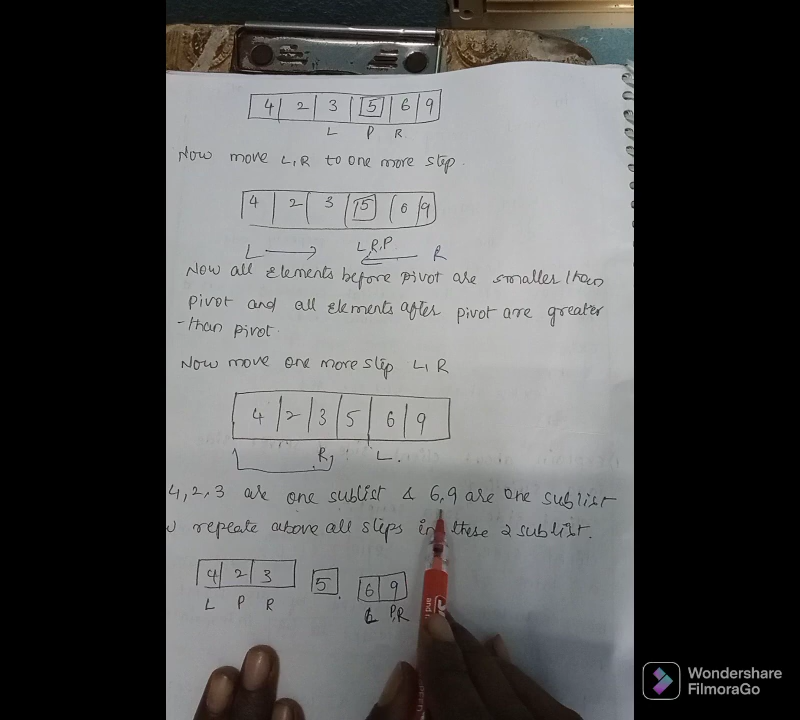 4 2 3 5 6 9
L P R
Now move L, R to one more step.
4 2 3 5 6 9
L L R, P R
Now all Elements before pivot are smaller than
pivot and all elements after pivot are greater
than pivot.
Now move one more step L, R
4 2 3 5 6 9
R L.
4, 2, 3 are one sublist & 6,9 are one sublist
repeate above all steps in these 2 sublist.
4 2 3 5 6 9
L P R L P,R
Wondershare
FilmoraGo